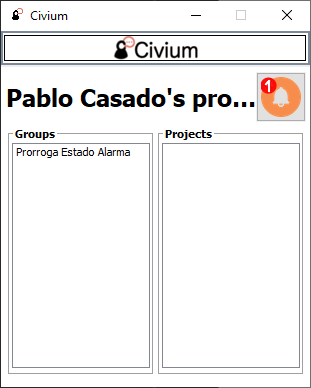 Civium
Civium
Pablo Casado's pro...
1
Groups
Projects
Prorroga Estado Alarma